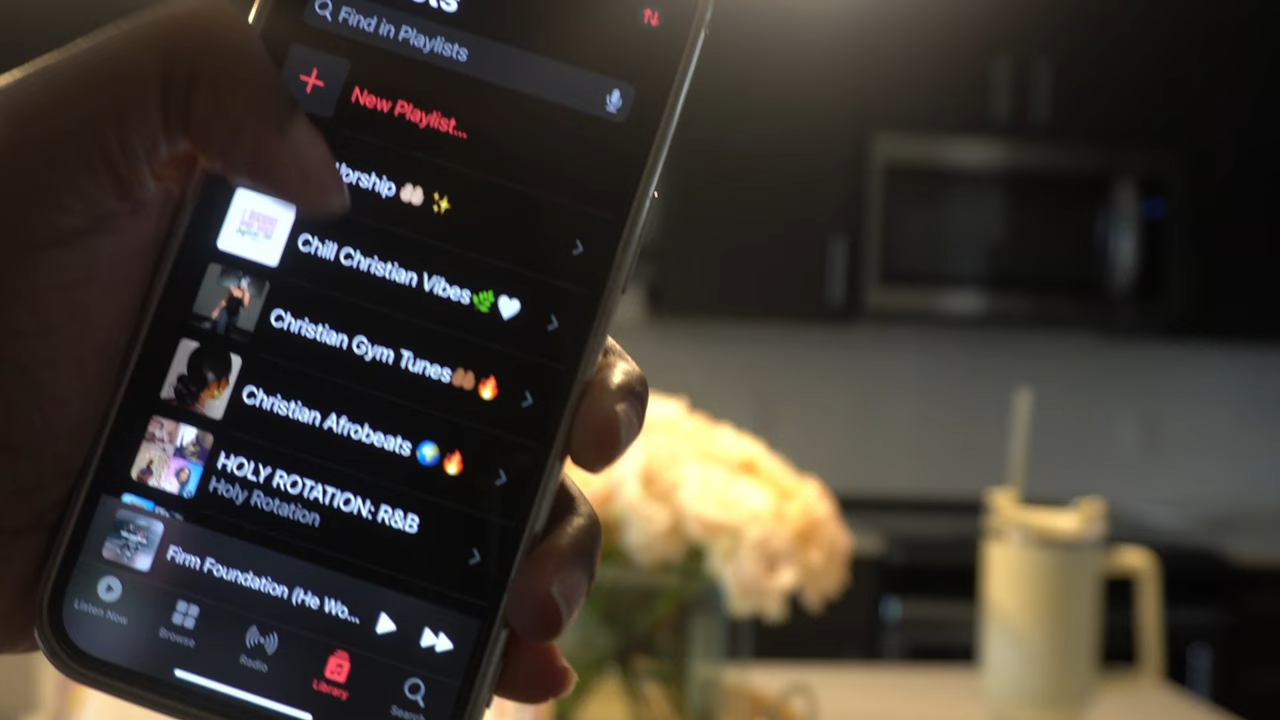 Find in Playlists
New Playlist...
Chill Christian Vibes🌿🤍
Christian Gym Tunes🤲🏾🔥
Christian Afrobeats 🌍🔥
HOLY ROTATION: R&B
Holy Rotation
Firm Foundation (He Wo...
Listen Now
Browse
Radio
Library
Search